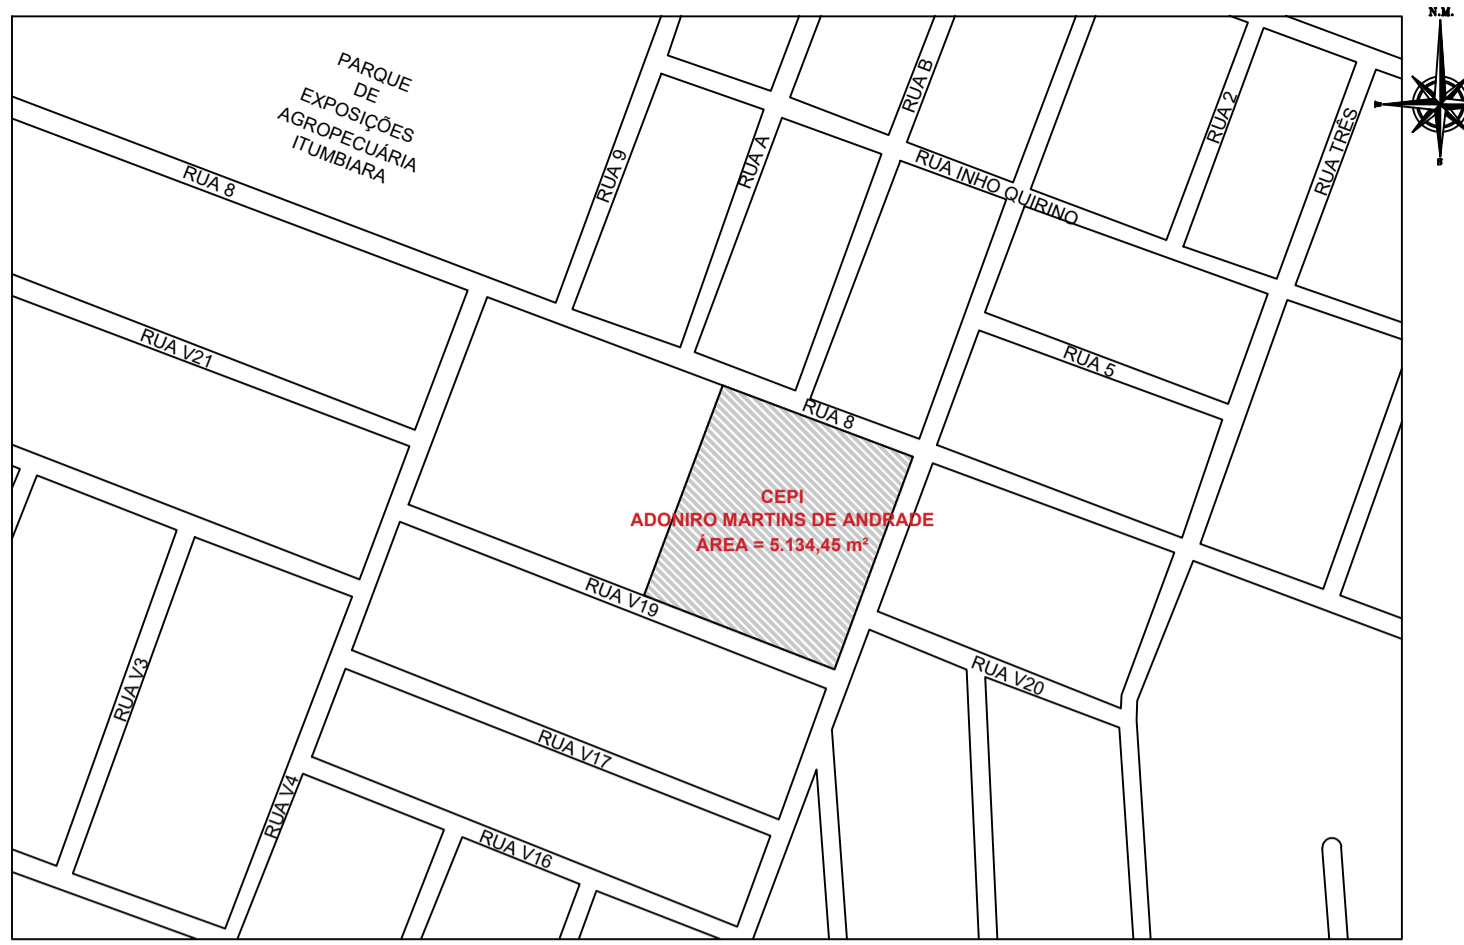 N.M.
PARQUE
DE
EXPOSIÇÕES
AGROPECUÁRIA
ITUMBIARA
RUA 8
RUA 9
RUA A
RUA B
RUA 2
RUA TRÊS
RUA INHO QUIRINO
RUA V21
RUA 5
RUA 8
CEPI
ADONIRO MARTINS DE ANDRADE
ÁREA = 5.134,45 m²
RUA V19
RUA V20
RUA V3
RUA V17
RUA V4
RUA V16